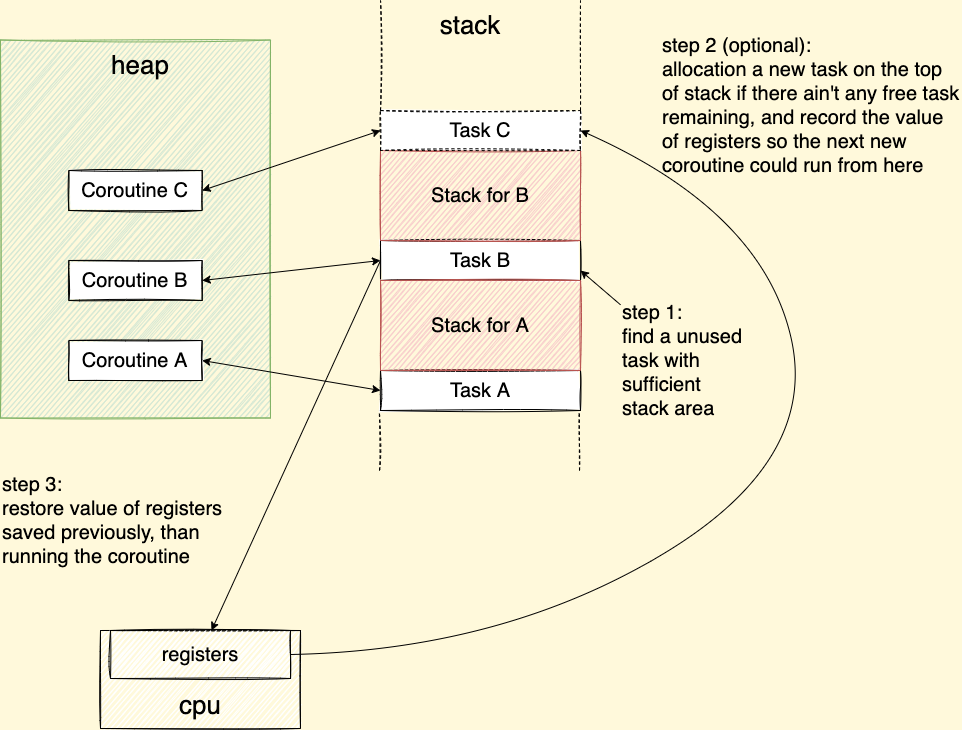 stack
heap
step 2 (optional):
allocation a new task on the top
of stack if there ain't any free task
remaining, and record the value
of registers so the next new
coroutine could run from here
Task C
Coroutine C
Stack for B
Coroutine B
Task B
step 1:
find a unused
task with
sufficient
stack area
Stack for A
Coroutine A
Task A
step 3:
restore value of registers
saved previously, than
running the coroutine
registers
cpu